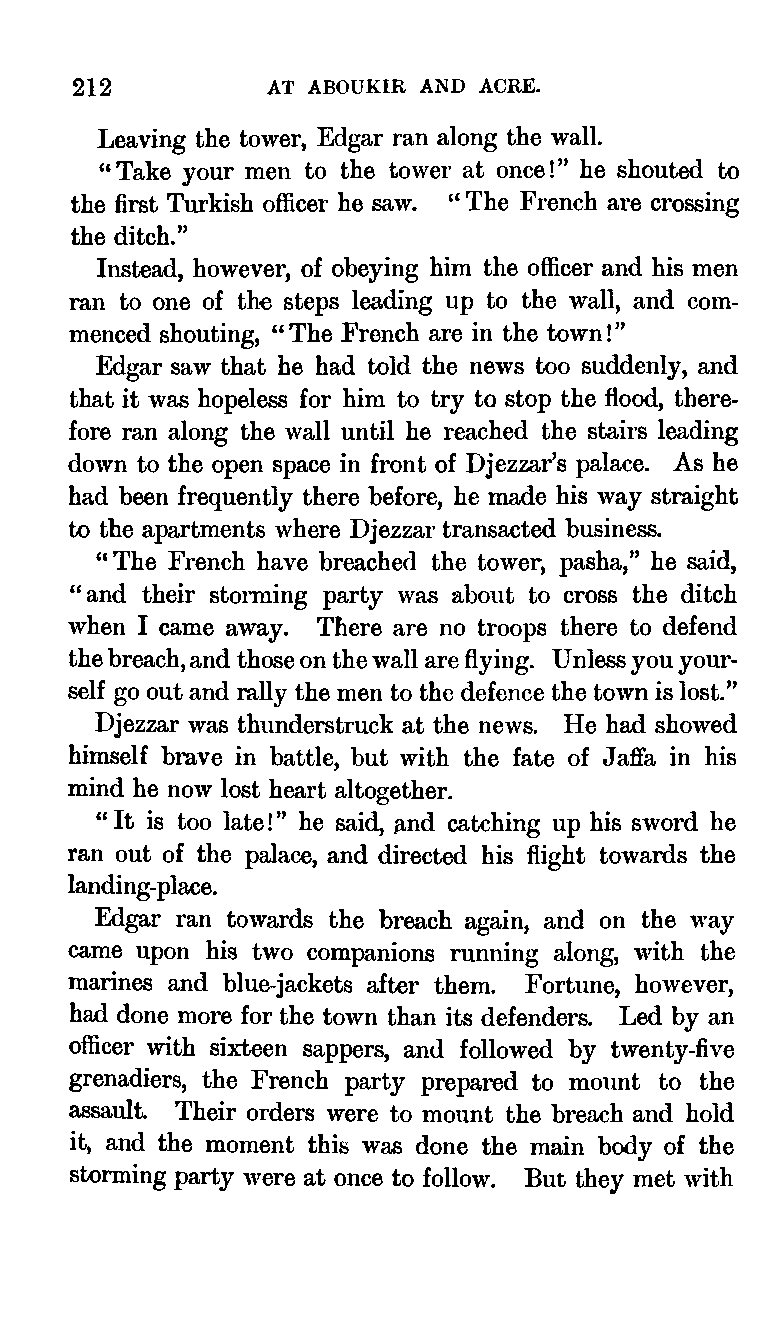 212 AT ABOUKIR AND ACRE.
Leaving the tower, Edgar ran along the wall.
"Take your men to the tower at once!" he shouted to
the first Turkish officer he saw. "The French are crossing
the ditch."
Instead, however, of obeying him the officer and his men
ran to one of the steps leading up to the wall, and com-
menced shouting, "The French are in the town!"
Edgar saw that he had told the news too suddenly, and
that it was hopeless for him to try to stop the flood, there-
fore ran along the wall until he reached the stairs leading
down to the open space in front of Djezzar's palace. As he
had been frequently there before, he made his way straight
to the apartments where Djezzar transacted business.
"The French have breached the tower, pasha," he said,
"and their storming party was about to cross the ditch
when I came away. There are no troops there to defend
the breach, and those on the wall are flying. Unless you your-
self go out and rally the men to the defence the town is lost."
Djezzar was thunderstruck at the news. He had showed
himself brave in battle, but with the fate of Jaffa in his
mind he now lost heart altogether.
"It is too late!" he said, and catching up his sword he
ran out of the palace, and directed his flight towards the
landing-place.
Edgar ran towards the breach again, and on the way
came upon his two companions running along, with the
marines and blue-jackets after them. Fortune, however,
had done more for the town than its defenders. Led by an
officer with sixteen sappers, and followed by twenty-five
grenadiers, the French party prepared to mount to the
assault. Their orders were to mount the breach and hold
it, and the moment this was done the main body of the
storming party were at once to follow. But they met with